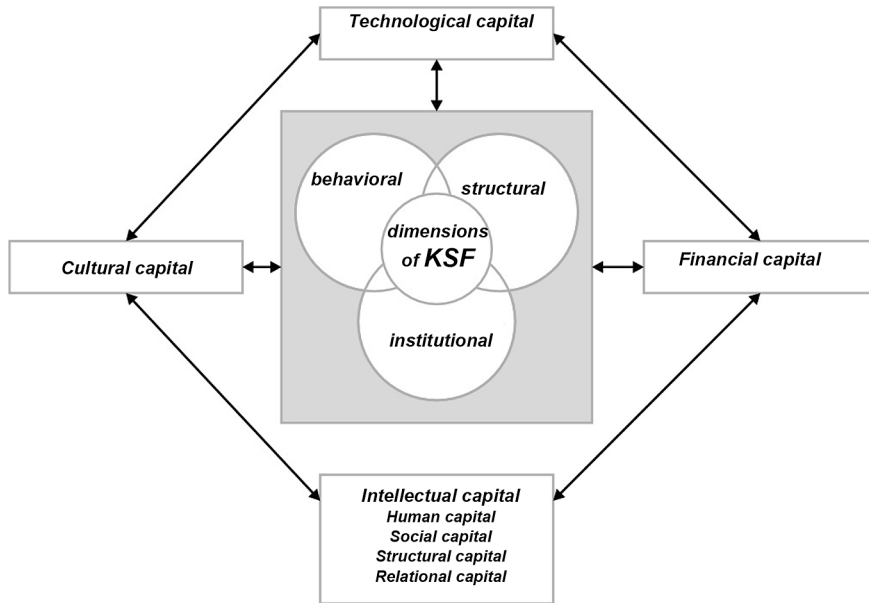 Technological capital
behavioral
structural
dimensions
of KSF
Cultural capital
Financial capital
institutional
Intellectual capital
Human capital
Social capital
Structural capital
Relational capital